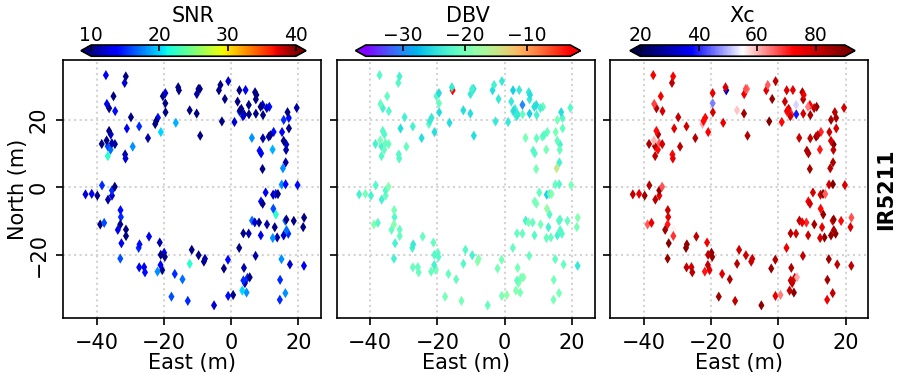 SNR DBV Xc
10 20 30 40 −30 −20 −10 20 40 60 80
North (m)
20
0
−20
−40 −20 0 20 −40 −20 0 20 −40 −20 0 20
East (m) East (m) East (m)
IR5211